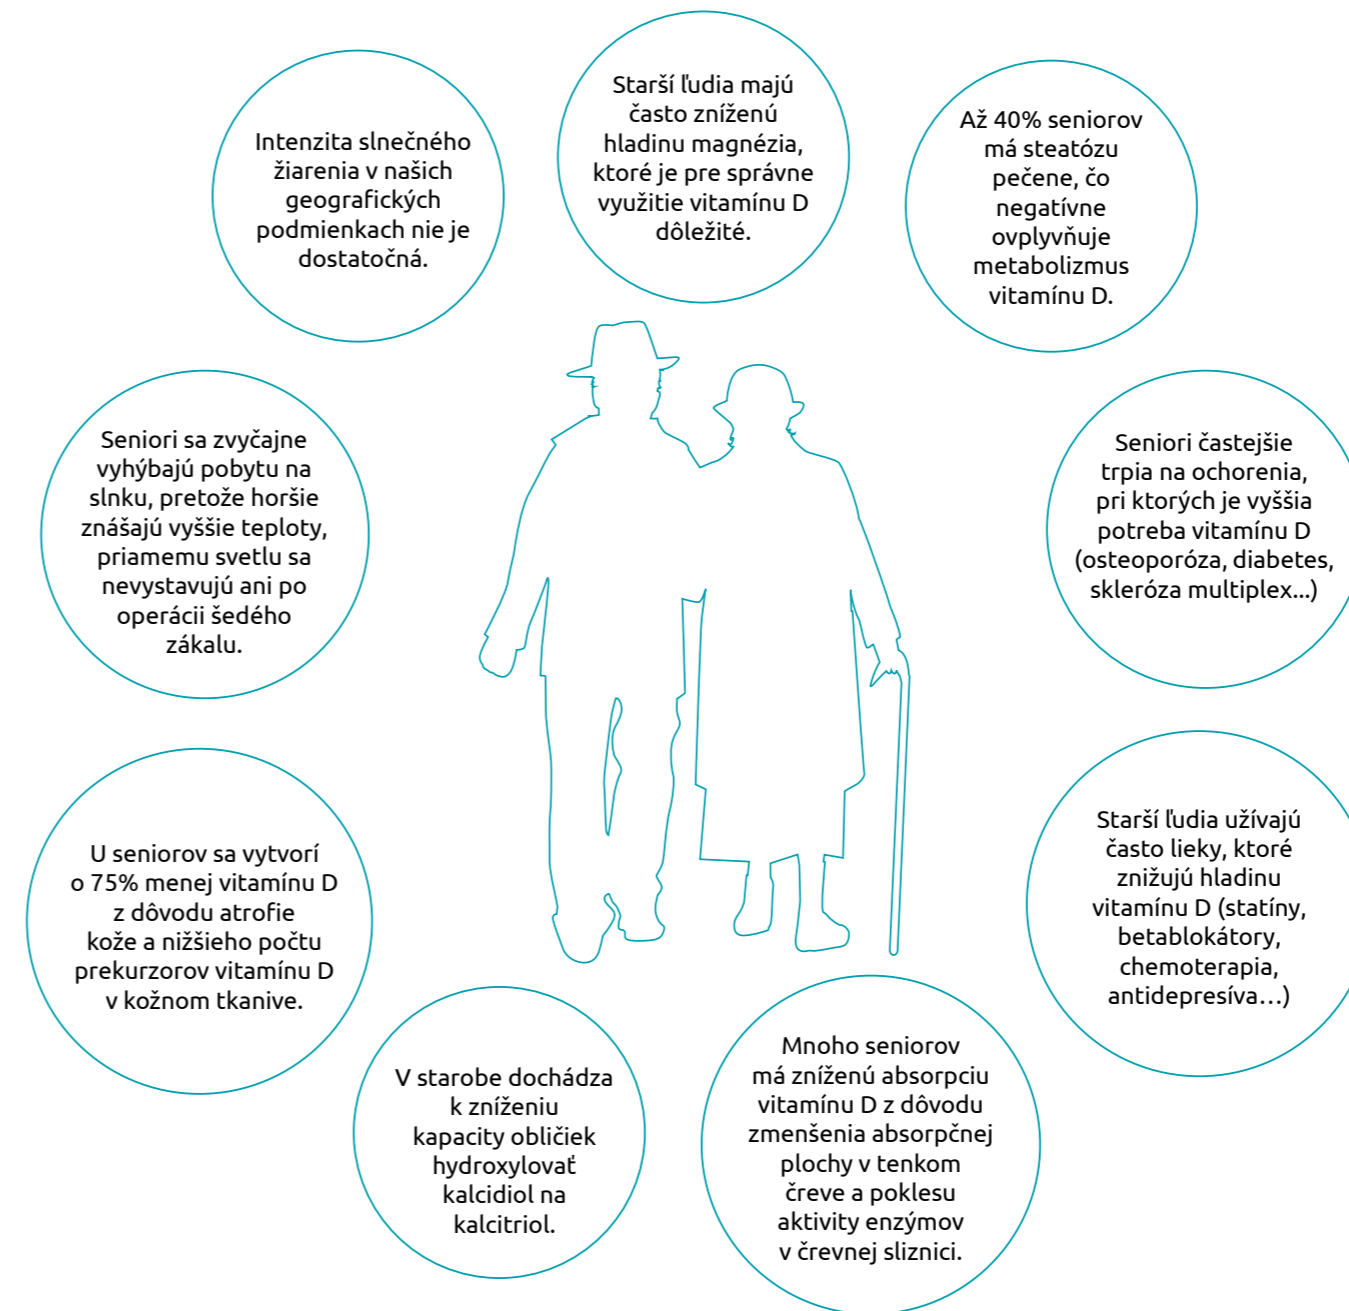 Intenzita slnečného
žiarenia v našich
geografických
podmienkach nie je
dostatočná.
Starší ľudia majú
často zníženú
hladinu magnézia,
ktoré je pre správne
využitie vitamínu D
dôležité.
Až 40% seniorov
má steatózu
pečene, čo
negatívne
ovplyvňuje
metabolizmus
vitamínu D.
Seniori sa zvyčajne
vyhýbajú pobytu na
slnku, pretože horšie
znášajú vyššie teploty,
priamemu svetlu sa
nevystavujú ani po
operácii šedého
zákalu.
Seniori častejšie
trpia na ochorenia,
pri ktorých je vyššia
potreba vitamínu D
(osteoporóza, diabetes,
skleróza multiplex...)
U seniorov sa vytvorí
o 75% menej vitamínu D
z dôvodu atrofie
kože a nižšieho počtu
prekurzorov vitamínu D
v kožnom tkanive.
Starší ľudia užívajú
často lieky, ktoré
znižujú hladinu
vitamínu D (statíny,
betablokátory,
chemoterapia,
antidepresíva…)
V starobe dochádza
k zníženiu
kapacity obličiek
hydroxylovať
kalcidiol na
kalcitriol.
Mnoho seniorov
má zníženú absorpciu
vitamínu D z dôvodu
zmenšenia absorpčnej
plochy v tenkom
čreve a poklesu
aktivity enzýmov
v črevnej sliznici.